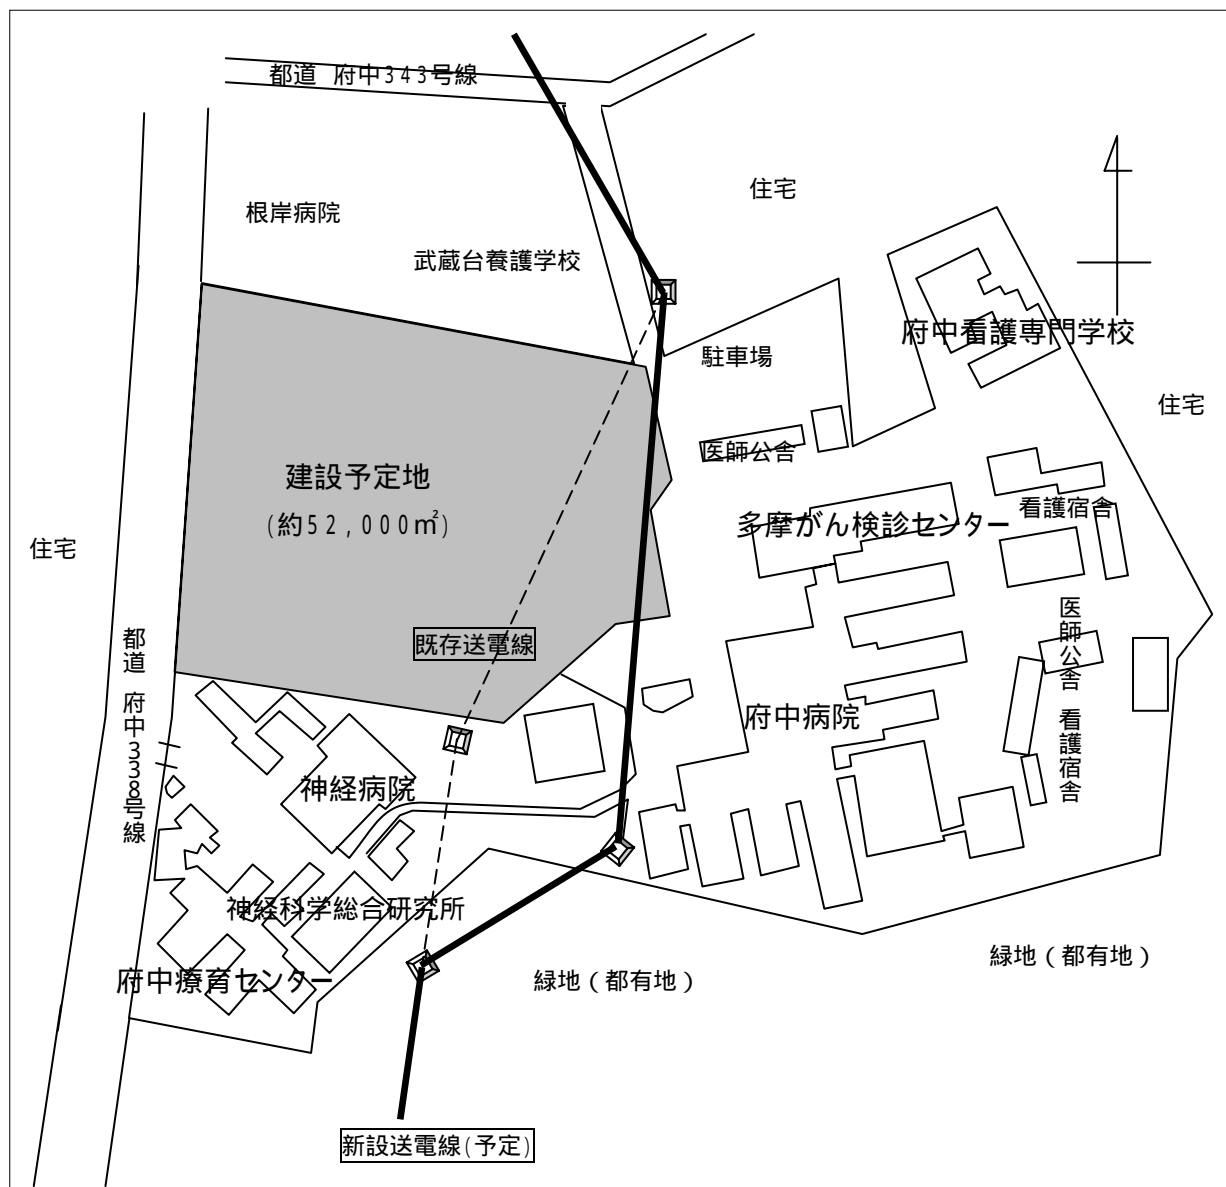 都道 府中343号線
住宅
根岸病院
武蔵台養護学校
府中看護専門学校
駐車場
住宅
医師公舎
建設予定地
(約52,000㎡)
多摩がん検診センター
看護宿舎
住宅
医師公舎 看護宿舎
都道 府中338号線
既存送電線
府中病院
神経病院
神経科学総合研究所
府中療育センター
緑地(都有地)
緑地(都有地)
新設送電線(予定)